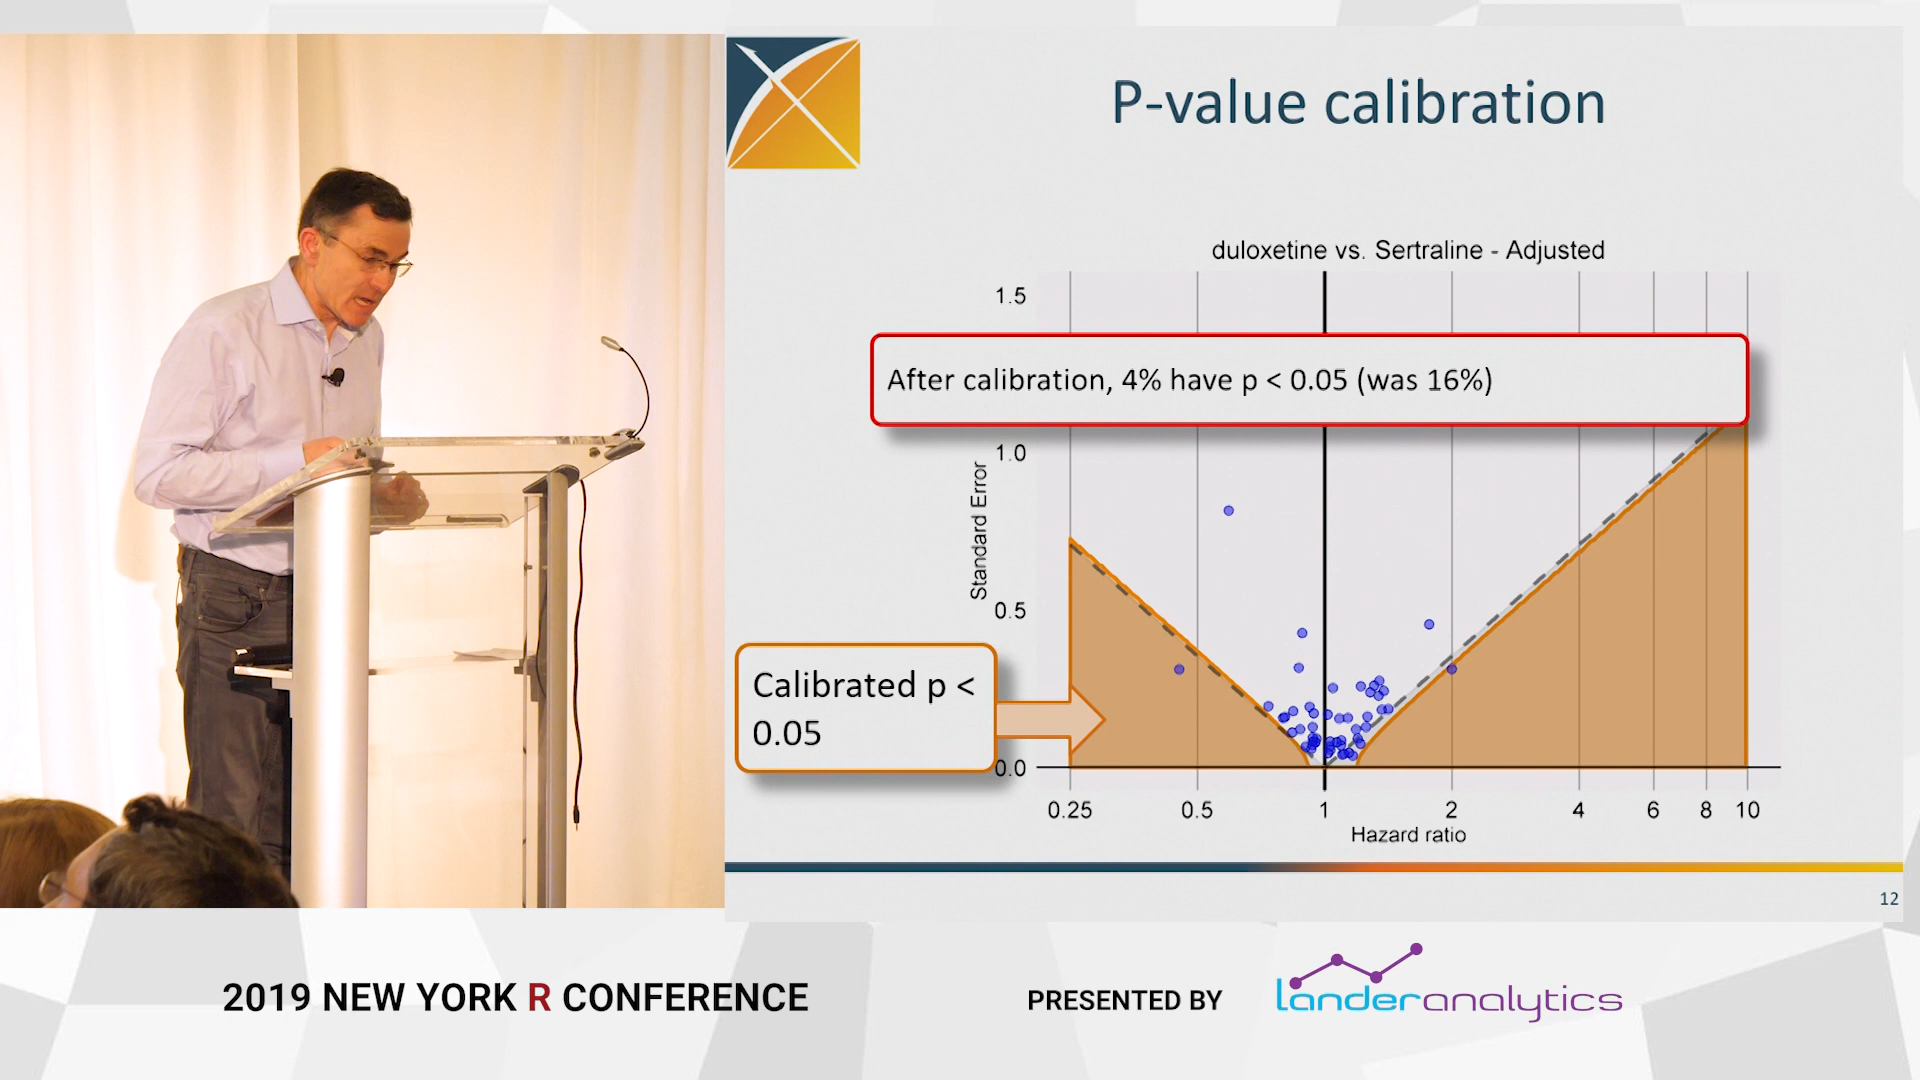 P-value calibration
duloxetine vs. Sertraline - Adjusted
1.5
After calibration, 4% have p < 0.05 (was 16%)
1.0
Standard Error
0.5
Calibrated p <
0.05
0.0
0.25 0.5 1 2 4 6 8 10
Hazard ratio
12
2019 NEW YORK R CONFERENCE
PRESENTED BY
landeranalytics